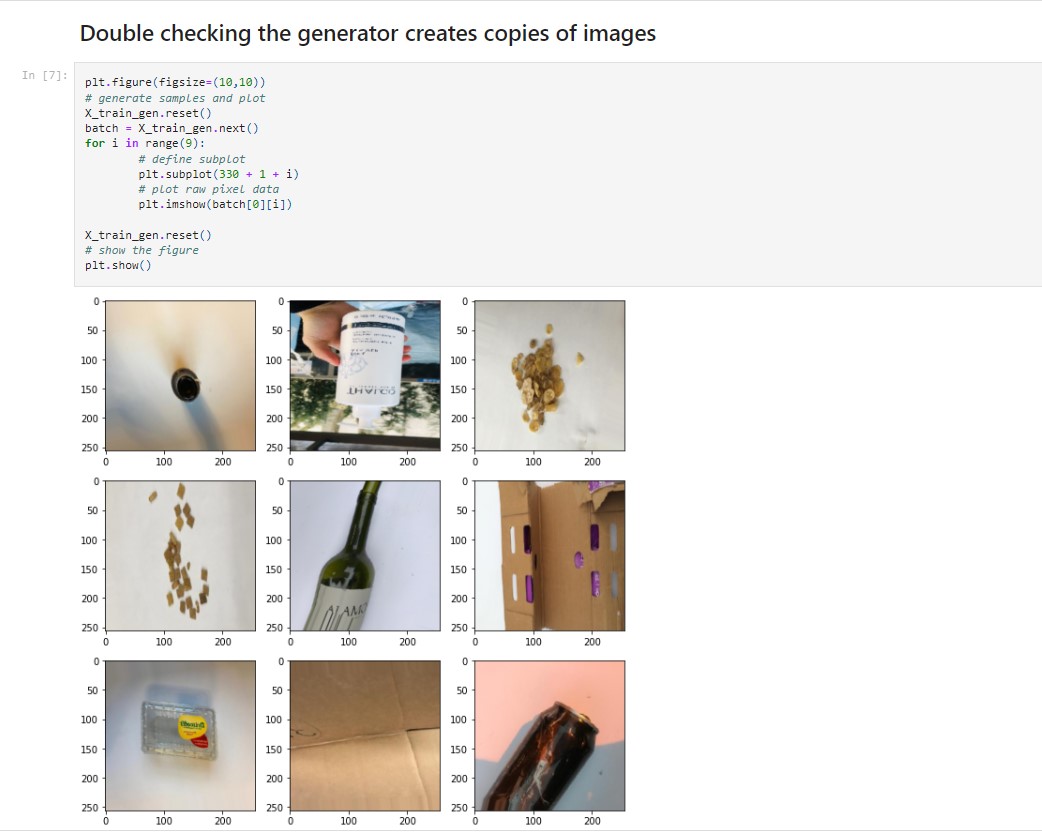 Double checking the generator creates copies of images
In [7]:
plt.figure(figsize=(10,10))
# generate samples and plot
X_train_gen.reset()
batch = X_train_gen.next()
for i in range(9):
# define subplot
plt.subplot(330 + 1 + i)
# plot raw pixel data
plt.imshow(batch[0][i])
X_train_gen.reset()
# show the figure
plt.show()
0 0 0
50 50 50
100 100 100
150 150 150
200 200 200
250 250 250
0 100 200 0 100 200 0 100 200
0 0 0
50 50 50
100 100 100
150 150 150
200 200 200
ALAMO
250 250 250
0 100 200 0 100 200 0 100 200
0 0 0
50 50 50
100 100 100
150 150 150
200 200 200
250 250 250
0 100 200 0 100 200 0 100 200